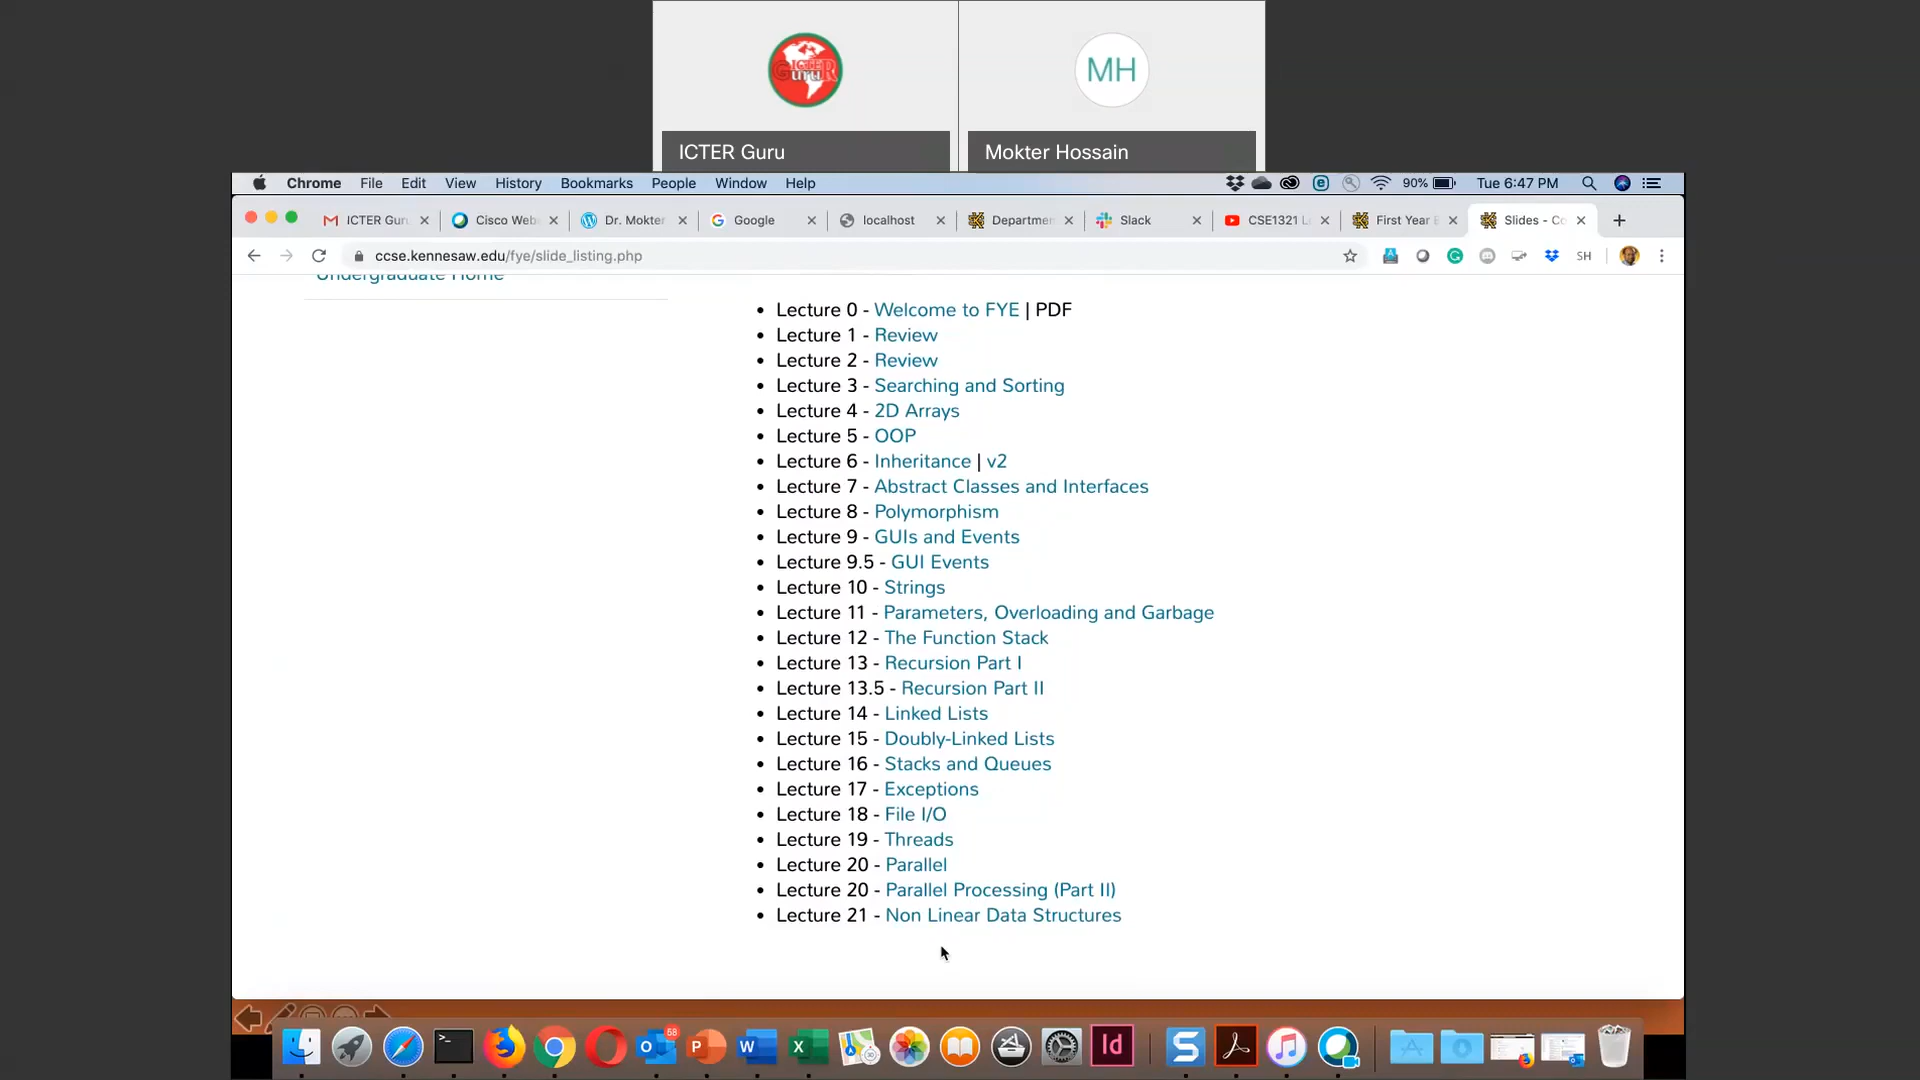 ICTER
Guru
MH
ICTER Guru
Mokter Hossain
Chrome File Edit View History Bookmarks People Window Help
90% Tue 6:47 PM
ICTER Guru
Cisco Web
Dr. Mokter
Google
localhost
Departmen
Slack
CSE1321 L
First Year E
Slides - Co
ccse.kennesaw.edu/fye/slide_listing.php
SH
Undergraduate Home
• Lecture 0 - Welcome to FYE | PDF
• Lecture 1 - Review
• Lecture 2 - Review
• Lecture 3 - Searching and Sorting
• Lecture 4 - 2D Arrays
• Lecture 5 - OOP
• Lecture 6 - Inheritance | v2
• Lecture 7 - Abstract Classes and Interfaces
• Lecture 8 - Polymorphism
• Lecture 9 - GUIs and Events
• Lecture 9.5 - GUI Events
• Lecture 10 - Strings
• Lecture 11 - Parameters, Overloading and Garbage
• Lecture 12 - The Function Stack
• Lecture 13 - Recursion Part I
• Lecture 13.5 - Recursion Part II
• Lecture 14 - Linked Lists
• Lecture 15 - Doubly-Linked Lists
• Lecture 16 - Stacks and Queues
• Lecture 17 - Exceptions
• Lecture 18 - File I/O
• Lecture 19 - Threads
• Lecture 20 - Parallel
• Lecture 20 - Parallel Processing (Part II)
• Lecture 21 - Non Linear Data Structures
58
Id